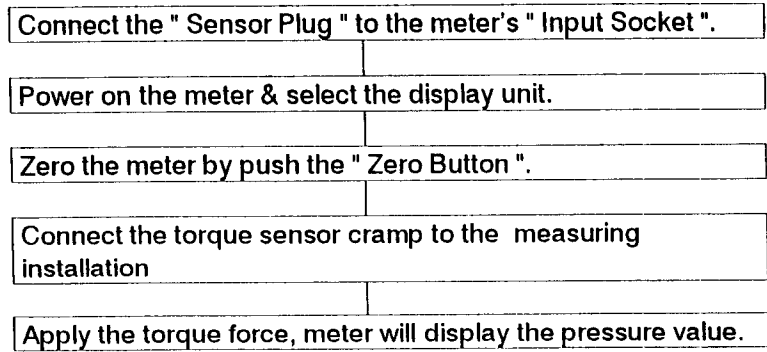 Connect the " Sensor Plug " to the meter's " Input Socket ".
Power on the meter & select the display unit.
Zero the meter by push the " Zero Button ".
Connect the torque sensor cramp to the measuring
installation
Apply the torque force, meter will display the pressure value.